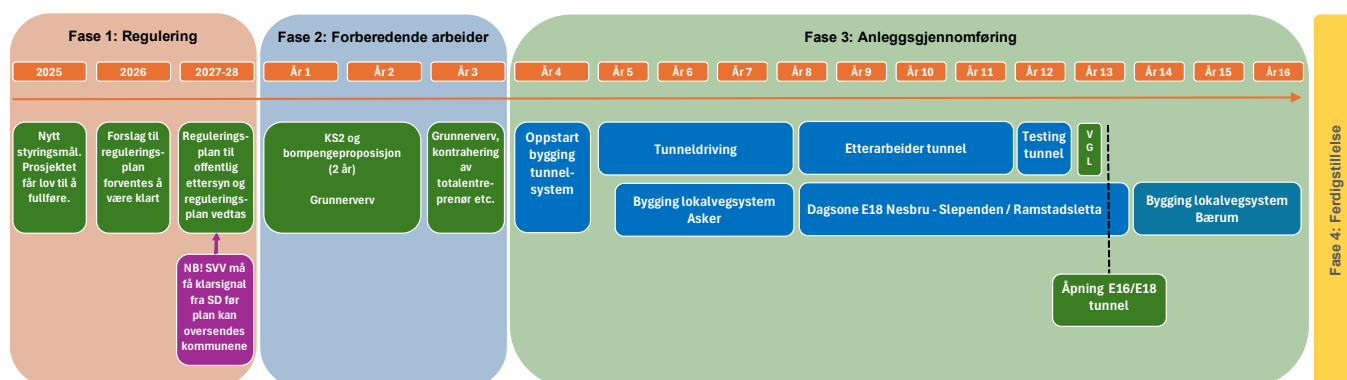 Fase 1: Regulering
Fase 2: Forberedende arbeider
Fase 3: Anleggsgjennomføring
2025
2026
2027-28
År 1
År 2
År 3
År 4
År 5
År 6
År 7
År 8
År 9
År 10
År 11
År 12
År 13
År 14
År 15
År 16
Nytt
styringsmål.
Prosjektet
får lov til å
fullføre.
Forslag til
regulerings-
plan
forventes å
være klart
Regulerings-
plan til
offentlig
ettersyn og
regulerings-
plan vedtas
NB! SVV må
få klarsignal
fra SD før
plan kan
oversendes
kommunene
KS2 og
bompengeproposisjon
(2 år)
Grunnerverv
Grunnerverv,
kontrahering
av
totalentre-
prenør etc.
Oppstart
bygging
tunnel-
system
Tunneldriving
Bygging lokalvegsystem
Asker
Etterarbeider tunnel
Testing
tunnel
V
G
L
Dagsone E18 Nesbru - Slependen / Ramstadsletta
Bygging lokalvegsystem
Bærum
Åpning E16/E18
tunnel
Fase 4: Ferdigstillelse